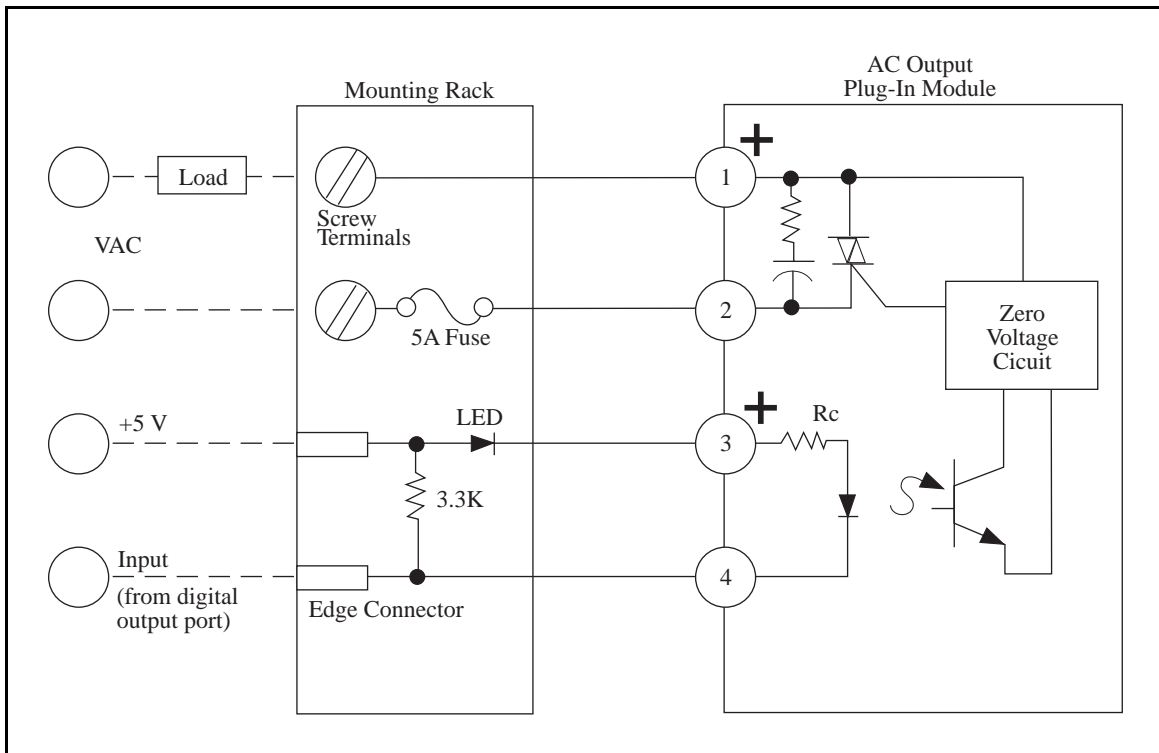 AC Output
Plug-In Module
Mounting Rack
+
1
Load
Screw
Terminals
VAC
2
5A Fuse
Zero
Voltage
Cicuit
+5 V
LED
+
3
Rc
3.3K
Input
(from digital
output port)
4
Edge Connector